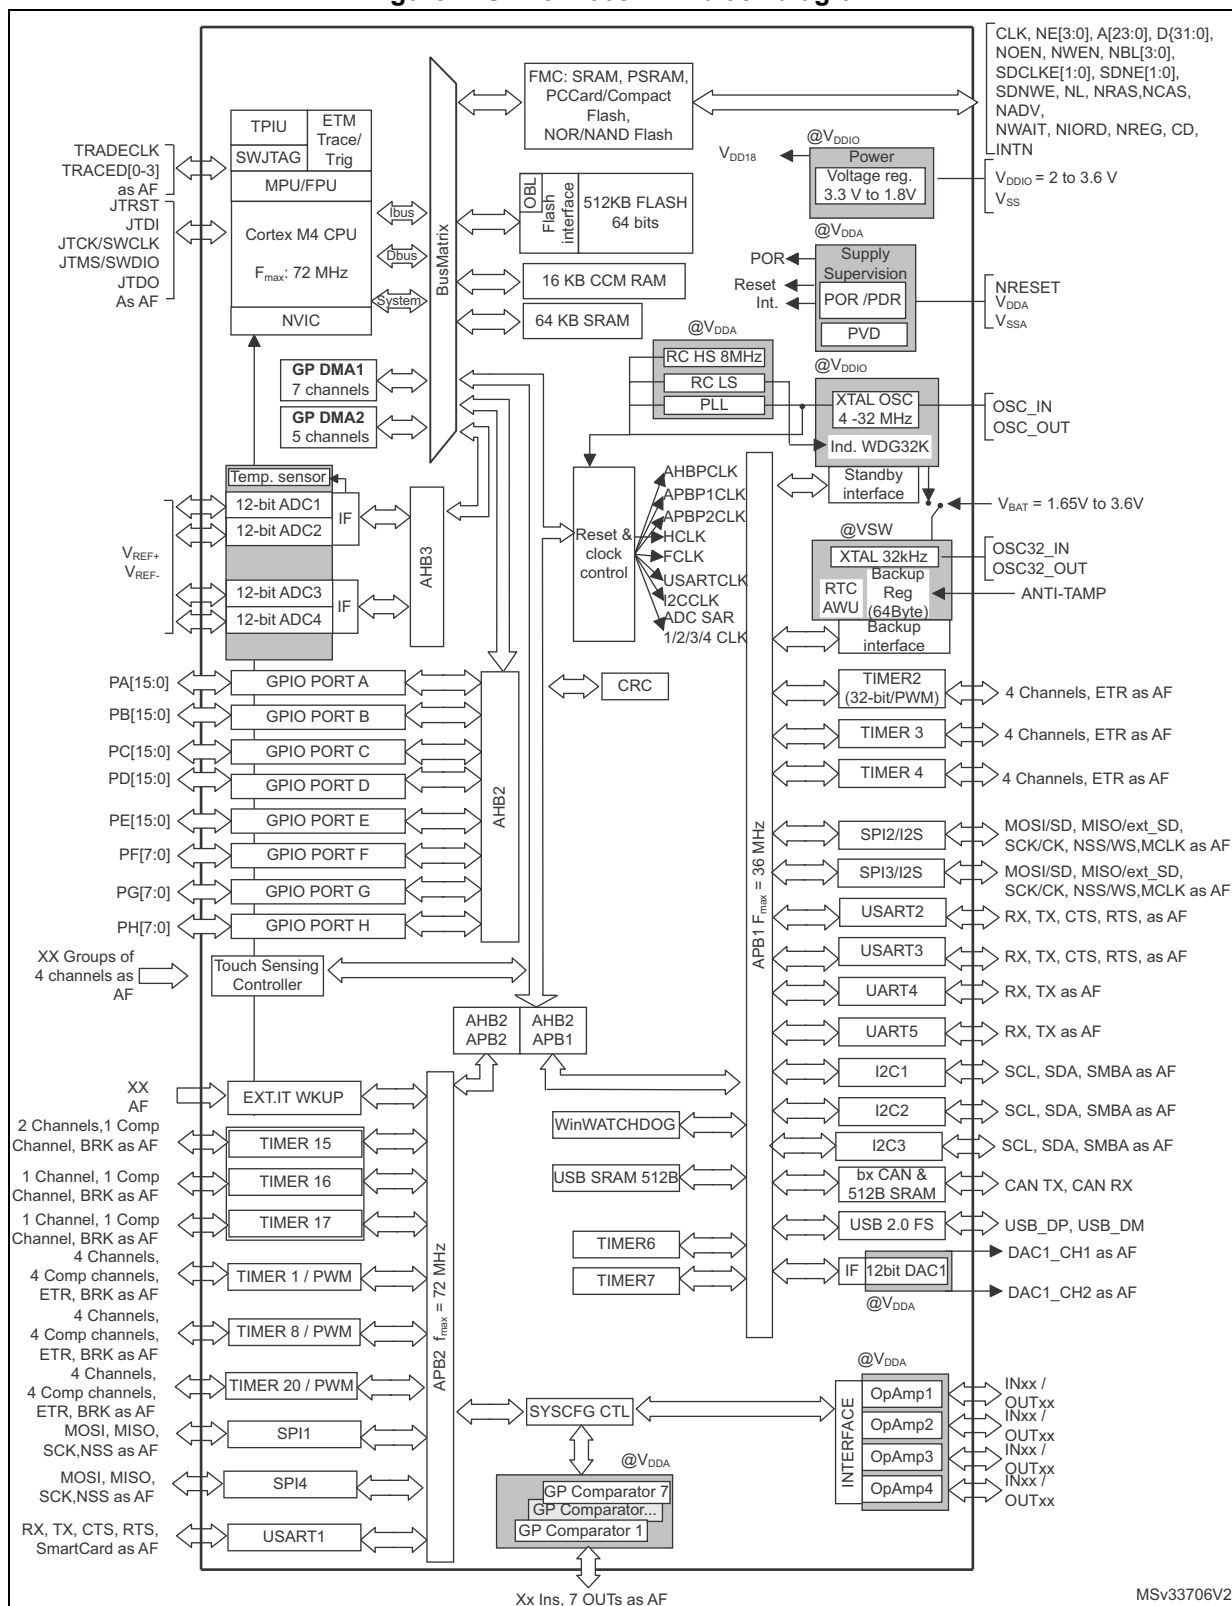 CLK, NE[3:0], A[23:0], D{31:0],
NOEN, NWEN, NBL[3:0],
SDCLKE[1:0], SDNE[1:0],
SDNWE, NL, NRAS,NCAS,
NADV,
NWAIT, NIORD, NREG, CD,
INTN
FMC: SRAM, PSRAM,
PCCard/Compact
Flash,
NOR/NAND Flash
TPIU
ETM
Trace/
Trig
SWJTAG
MPU/FPU
Cortex M4 CPU
Fmax: 72 MHz
NVIC
TRADECLK
TRACED[0-3]
as AF
JTRST
JTDI
JTCK/SWCLK
JTMS/SWDIO
JTDO
As AF
Ibus
Dbus
System
BusMatrix
OBL
Flash
interface
512KB FLASH
64 bits
16 KB CCM RAM
64 KB SRAM
@VDDIO
VDD18
Power
Voltage reg.
3.3 V to 1.8V
VDDIO = 2 to 3.6 V
VSS
@VDDA
Supply
Supervision
POR
Reset
Int.
POR /PDR
PVD
NRESET
VDDA
VSSA
@VDDA
RC HS 8MHz
RC LS
PLL
@VDDIO
XTAL OSC
4 -32 MHz
Ind. WDG32K
OSC_IN
OSC_OUT
Standby
interface
VBAT = 1.65V to 3.6V
@VSW
XTAL 32kHz
OSC32_IN
OSC32_OUT
RTC
AWU
Backup
Reg
(64Byte)
ANTI-TAMP
Backup
interface
GP DMA1
7 channels
GP DMA2
5 channels
Temp. sensor
12-bit ADC1
12-bit ADC2
IF
VREF+
VREF-
12-bit ADC3
12-bit ADC4
IF
AHB3
Reset &
clock
control
AHBPCLK
APBP1CLK
APBP2CLK
HCLK
FCLK
USARTCLK
I2CCLK
ADC SAR
1/2/3/4 CLK
CRC
PA[15:0]
GPIO PORT A
PB[15:0]
GPIO PORT B
PC[15:0]
GPIO PORT C
PD[15:0]
GPIO PORT D
PE[15:0]
GPIO PORT E
PF[7:0]
GPIO PORT F
PG[7:0]
GPIO PORT G
PH[7:0]
GPIO PORT H
AHB2
XX Groups of
4 channels as
AF
Touch Sensing
Controller
AHB2
APB2
AHB2
APB1
APB1 Fmax = 36 MHz
TIMER2
(32-bit/PWM)
4 Channels, ETR as AF
TIMER 3
4 Channels, ETR as AF
TIMER 4
4 Channels, ETR as AF
SPI2/I2S
MOSI/SD, MISO/ext_SD,
SCK/CK, NSS/WS,MCLK as AF
SPI3/I2S
MOSI/SD, MISO/ext_SD,
SCK/CK, NSS/WS,MCLK as AF
USART2
RX, TX, CTS, RTS, as AF
USART3
RX, TX, CTS, RTS, as AF
UART4
RX, TX as AF
UART5
RX, TX as AF
I2C1
SCL, SDA, SMBA as AF
I2C2
SCL, SDA, SMBA as AF
I2C3
SCL, SDA, SMBA as AF
bx CAN &
512B SRAM
CAN TX, CAN RX
USB 2.0 FS
USB_DP, USB_DM
IF
12bit DAC1
@VDDA
DAC1_CH1 as AF
DAC1_CH2 as AF
WinWATCHDOG
USB SRAM 512B
TIMER6
TIMER7
XX
AF
EXT.IT WKUP
2 Channels,1 Comp
Channel, BRK as AF
TIMER 15
1 Channel, 1 Comp
Channel, BRK as AF
TIMER 16
1 Channel, 1 Comp
Channel, BRK as AF
TIMER 17
4 Channels,
4 Comp channels,
ETR, BRK as AF
TIMER 1 / PWM
4 Channels,
4 Comp channels,
ETR, BRK as AF
TIMER 8 / PWM
4 Channels,
4 Comp channels,
ETR, BRK as AF
TIMER 20 / PWM
MOSI, MISO,
SCK,NSS as AF
SPI1
MOSI, MISO,
SCK,NSS as AF
SPI4
RX, TX, CTS, RTS,
SmartCard as AF
USART1
APB2 fmax = 72 MHz
SYSCFG CTL
@VDDA
GP Comparator 7
GP Comparator...
GP Comparator 1
Xx Ins, 7 OUTs as AF
@VDDA
INTERFACE
OpAmp1
INxx /
OUTxx
OpAmp2
INxx /
OUTxx
OpAmp3
INxx /
OUTxx
OpAmp4
INxx /
OUTxx
MSv33706V2